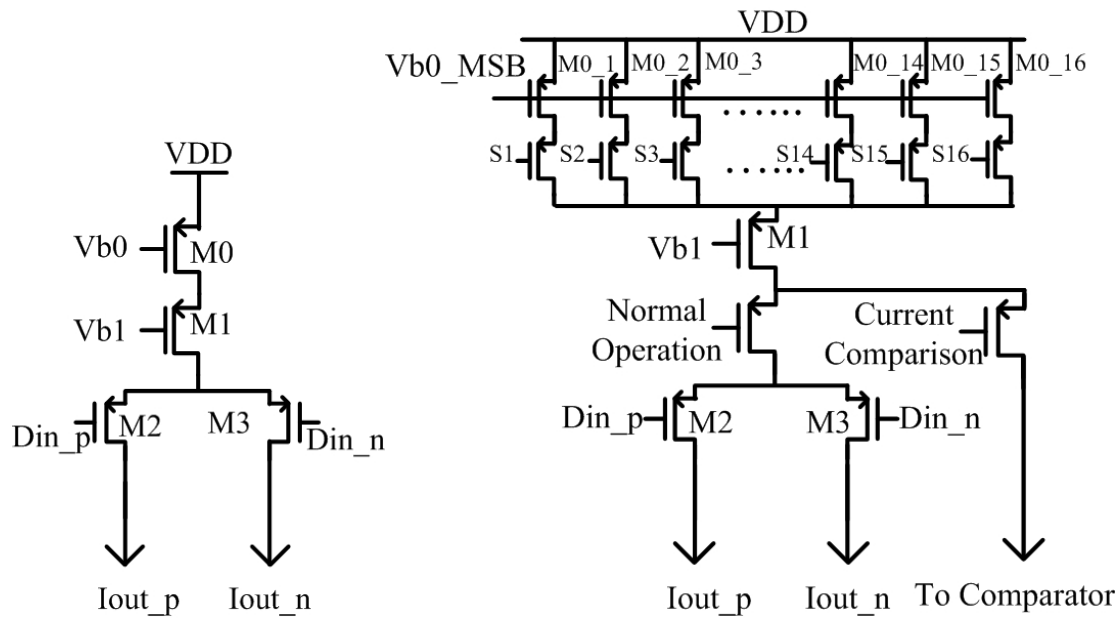 VDD
Vb0
M0
Vb1
M1
Din_p
M2
M3
Din_n
Iout_p
Iout_n
VDD
Vb0_MSB
M0_1
M0_2
M0_3
M0_14
M0_15
M0_16
......
S1
S2
S3
......
S14
S15
S16
Vb1
M1
Normal
Operation
Current
Comparison
Din_p
M2
M3
Din_n
Iout_p
Iout_n
To Comparator